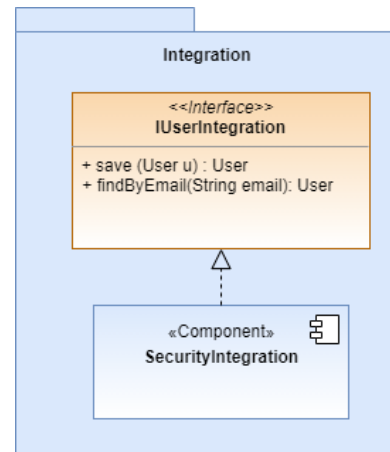 Integration
<<Interface>>
IUserIntegration
+ save (User u) : User
+ findByEmail(String email): User
«Component»
SecurityIntegration